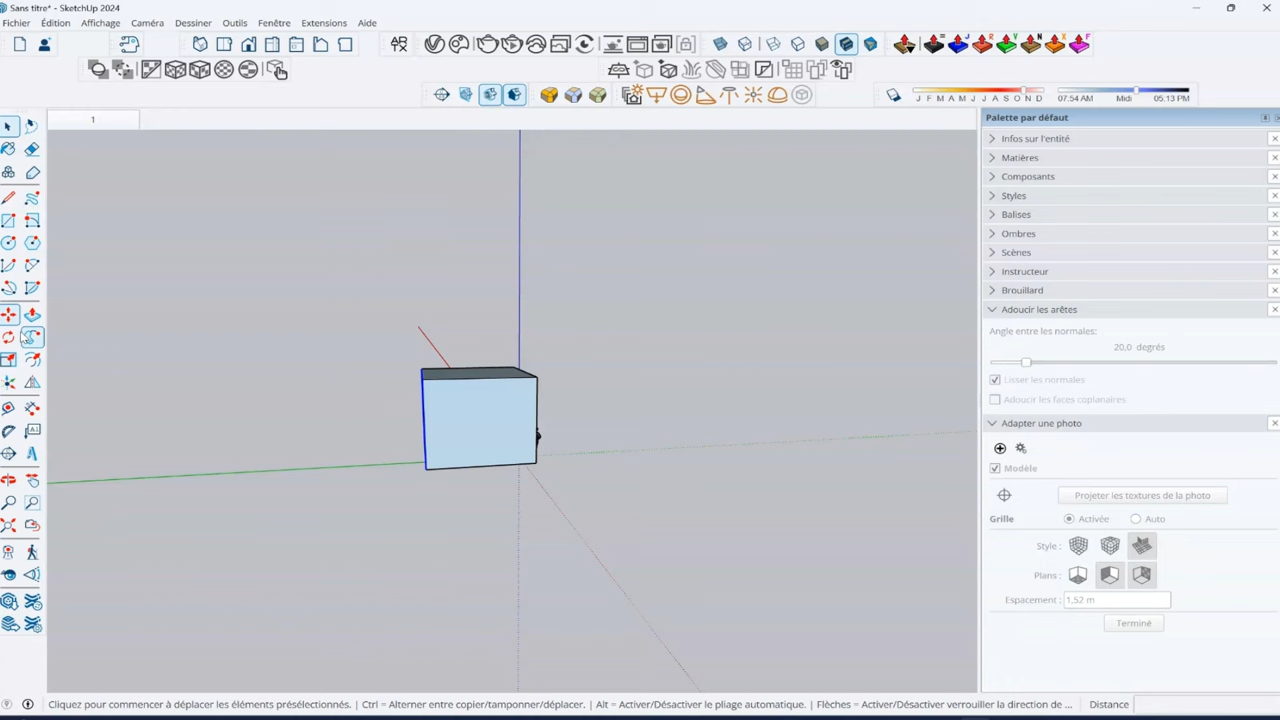 Sans titre* - SketchUp 2024
Fichier Édition Affichage Caméra Dessiner Outils Fenêtre Extensions Aide
J F M A M J J A S O N D 07:54 AM Midi 05:13 PM
1
Palette par défaut
Infos sur l'entité
Matières
Composants
Styles
Balises
Ombres
Scènes
Instructeur
Brouillard
Adoucir les arêtes
Angle entre les normales:
20,0 degrés
Lisser les normales
Adoucir les faces coplanaires
Adapter une photo
Modèle
Projeter les textures de la photo
Grille Activée Auto
Style :
Plans :
Espacement : 1,52 m
Terminé
Cliquez pour commencer à déplacer les éléments présélectionnés. | Ctrl = Alterner entre copier/tamponner/déplacer. | Alt = Activer/Désactiver le pliage automatique. | Flèches = Activer/Désactiver verrouiller la direction de ... Distance